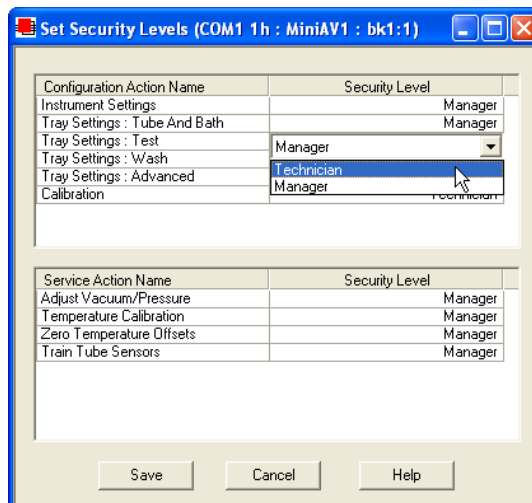 Set Security Levels (COM1 1h : MiniAV1 : bk1:1)
Configuration Action Name Security Level
Instrument Settings Manager
Tray Settings : Tube And Bath Manager
Tray Settings : Test Manager
Tray Settings : Wash Technician
Tray Settings : Advanced Manager
Calibration Technician
Service Action Name Security Level
Adjust Vacuum/Pressure Manager
Temperature Calibration Manager
Zero Temperature Offsets Manager
Train Tube Sensors Manager
Save Cancel Help